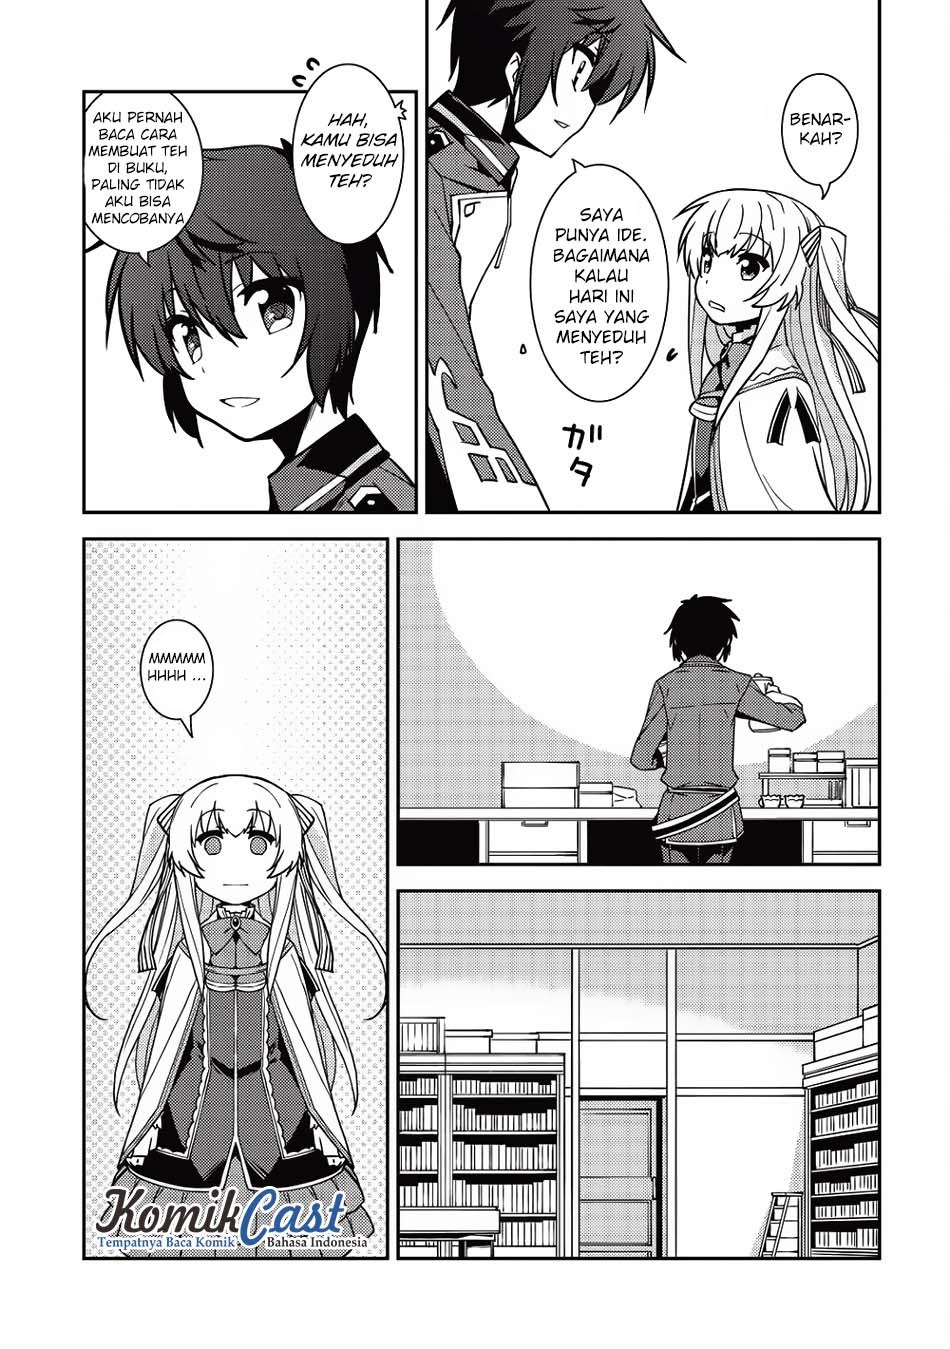 BENAR-
KAH?
SAYA
PUNYA IDE.
BAGAIMANA
KALAU
HARI INI
SAYA YANG
MENYEDUH
TEH?
ガタ
HAH,
KAMU BISA
MENYEDUH
TEH?
AKU PERNAH
BACA CARA
MEMBUAT TEH
DI BUKU,
PALING TIDAK
AKU BISA
MENCOBANYA
MMMMM
HHHH ...
KomikCast
Tempatnya Baca Komik Bahasa Indonesia